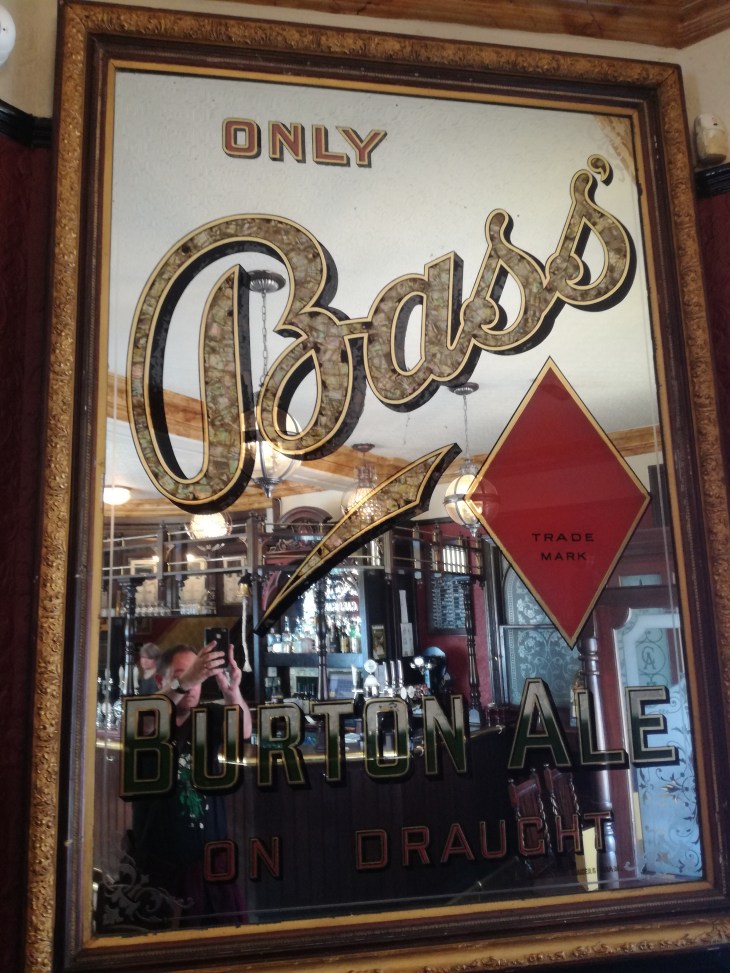 ONLY
Bass'
TRADE
MARK
BURTON ALE
ON DRAUGHT